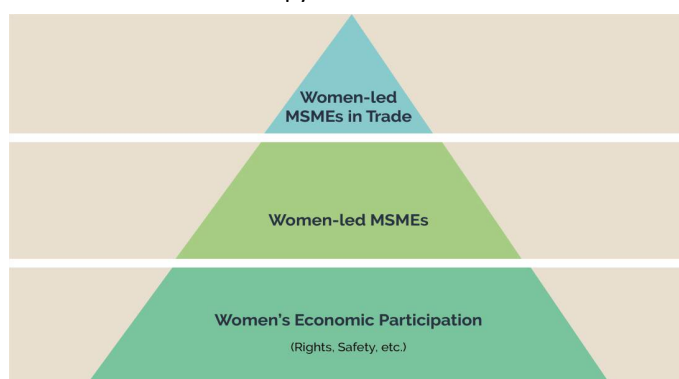 Women-led
MSMEs in Trade
Women-led MSMEs
Women's Economic Participation
(Rights, Safety, etc.)